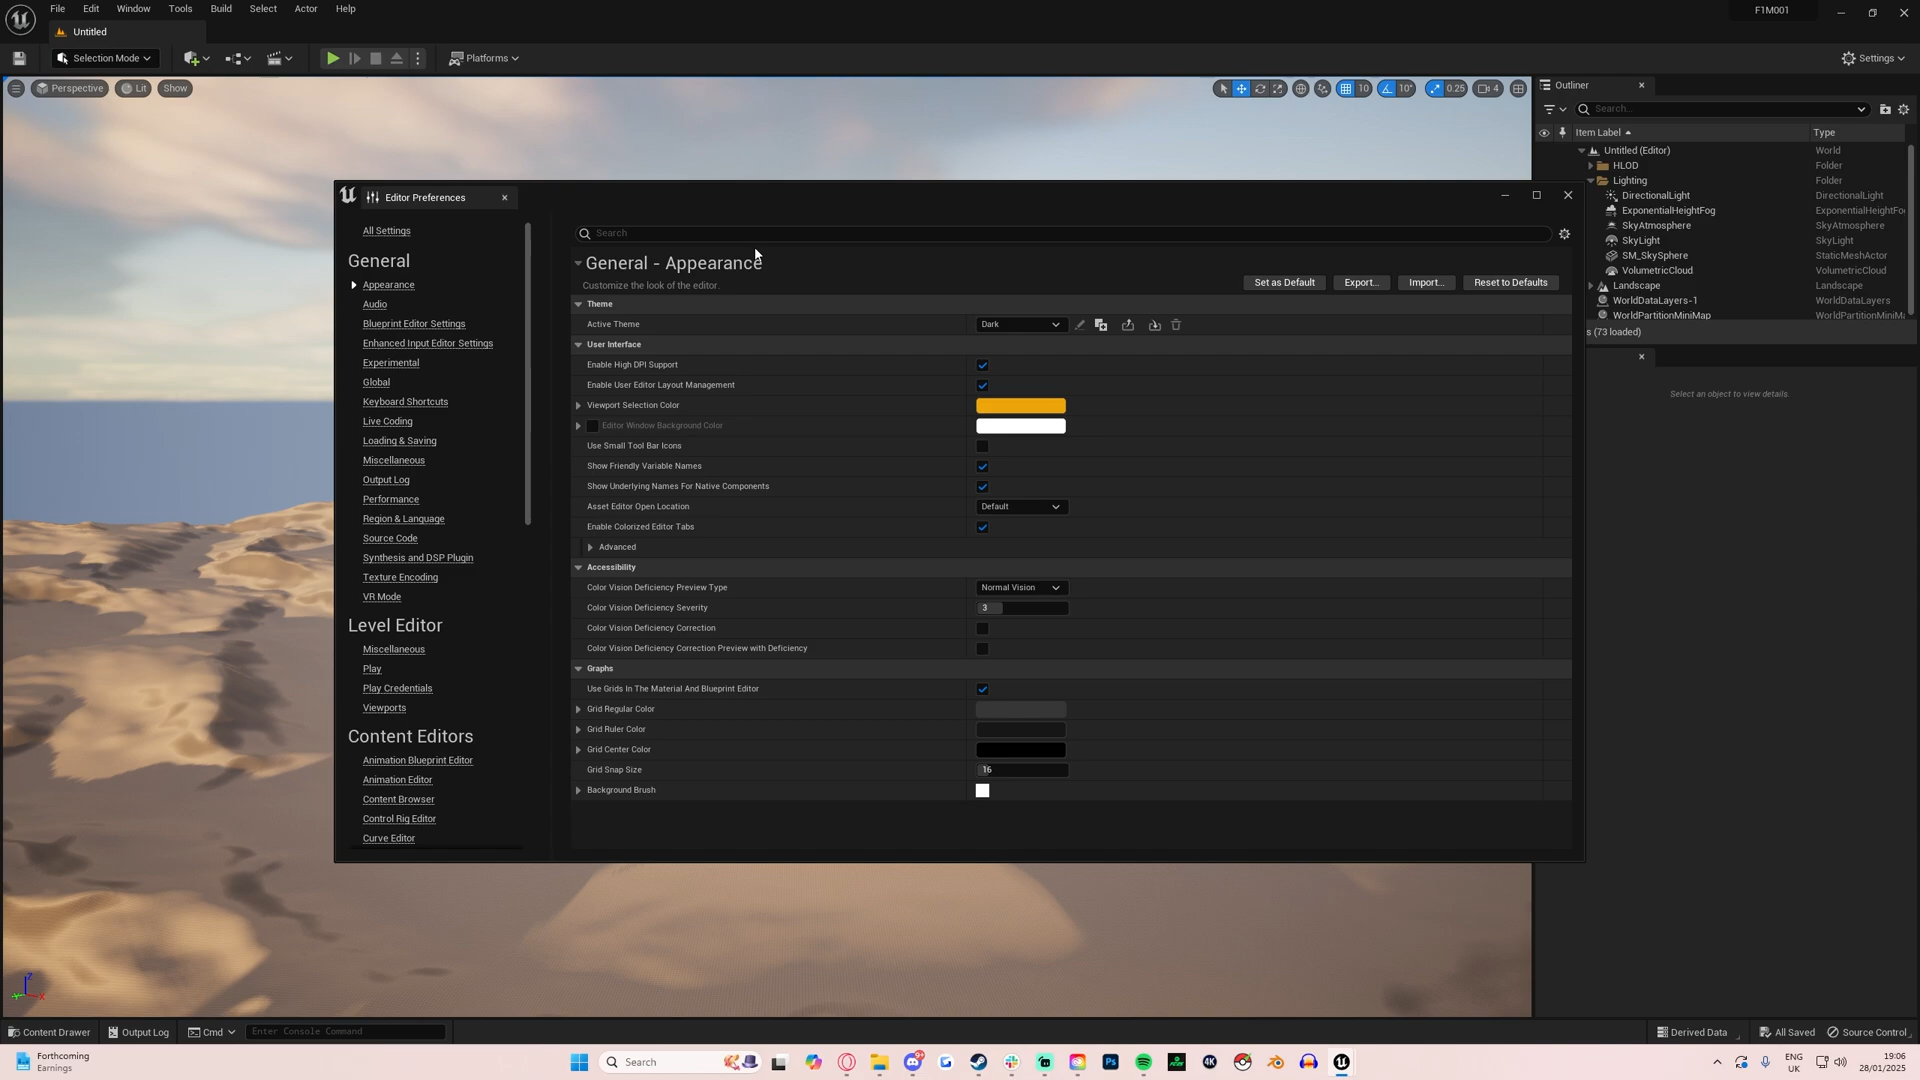 File Edit Window Tools Build Select Actor Help
F1M001
Untitled
Selection Mode
Platforms
Settings
Perspective Lit Show
10 10° 0.25 4
Outliner
Search...
Item Label Type
Untitled (Editor) World
HLOD Folder
Lighting Folder
DirectionalLight DirectionalLight
ExponentialHeightFog ExponentialHeightFo
SkyAtmosphere SkyAtmosphere
SkyLight SkyLight
SM_SkySphere StaticMeshActor
VolumetricCloud VolumetricCloud
Landscape Landscape
WorldDataLayers-1 WorldDataLayers
WorldPartitionMiniMap WorldPartitionMiniMa
s (73 loaded)
Select an object to view details.
Editor Preferences
All Settings
General
Appearance
Audio
Blueprint Editor Settings
Enhanced Input Editor Settings
Experimental
Global
Keyboard Shortcuts
Live Coding
Loading & Saving
Miscellaneous
Output Log
Performance
Region & Language
Source Code
Synthesis and DSP Plugin
Texture Encoding
VR Mode
Level Editor
Miscellaneous
Play
Play Credentials
Viewports
Content Editors
Animation Blueprint Editor
Animation Editor
Content Browser
Control Rig Editor
Curve Editor
Search
General - Appearance
Customize the look of the editor.
Set as Default Export... Import... Reset to Defaults
Theme
Active Theme Dark
User Interface
Enable High DPI Support
Enable User Editor Layout Management
Viewport Selection Color
Editor Window Background Color
Use Small Tool Bar Icons
Show Friendly Variable Names
Show Underlying Names For Native Components
Asset Editor Open Location Default
Enable Colorized Editor Tabs
Advanced
Accessibility
Color Vision Deficiency Preview Type Normal Vision
Color Vision Deficiency Severity 3
Color Vision Deficiency Correction
Color Vision Deficiency Correction Preview with Deficiency
Graphs
Use Grids In The Material And Blueprint Editor
Grid Regular Color
Grid Ruler Color
Grid Center Color
Grid Snap Size 16
Background Brush
Z
X
Content Drawer Output Log Cmd Enter Console Command
Derived Data All Saved Source Control
Forthcoming
Earnings
Search
Ps
4K
ENG
UK
19:06
28/01/2025